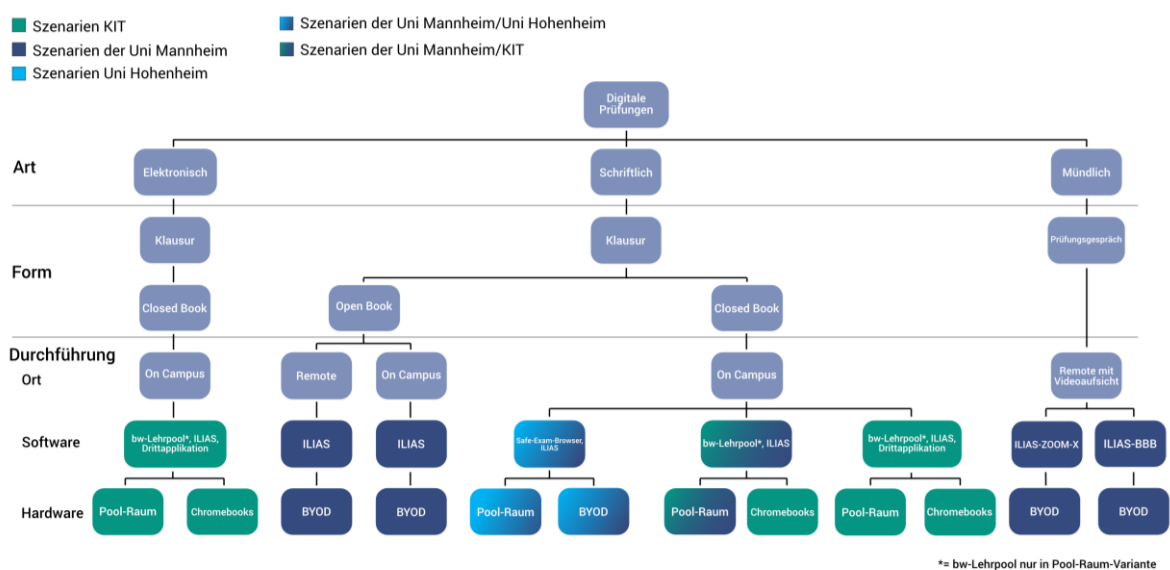 Szenarien KIT
Szenarien der Uni Mannheim
Szenarien Uni Hohenheim
Szenarien der Uni Mannheim/Uni Hohenheim
Szenarien der Uni Mannheim/KIT
Digitale
Prüfungen
Art
Elektronisch
Schriftlich
Mündlich
Form
Klausur
Klausur
Prüfungsgespräch
Closed Book
Open Book
Closed Book
Durchführung
Ort
On Campus
Remote
On Campus
On Campus
Remote mit
Videoaufsicht
Software
bw-Lehrpool*, ILIAS,
Drittapplikation
ILIAS
ILIAS
Safe-Exam-Browser,
ILIAS
bw-Lehrpool*, ILIAS
bw-Lehrpool*, ILIAS,
Drittapplikation
ILIAS-ZOOM-X
ILIAS-BBB
Hardware
Pool-Raum
Chromebooks
BYOD
BYOD
Pool-Raum
BYOD
Pool-Raum
Chromebooks
Pool-Raum
Chromebooks
BYOD
BYOD
*= bw-Lehrpool nur in Pool-Raum-Variante